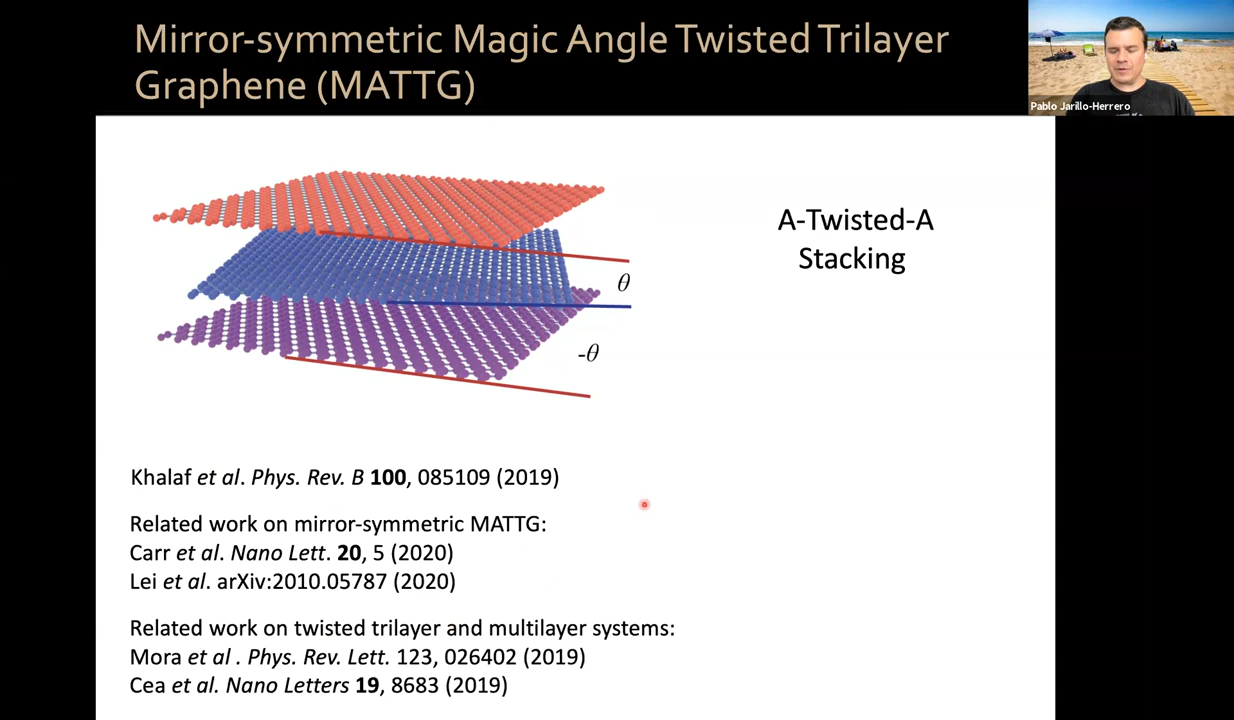 Mirror-symmetric Magic Angle Twisted Trilayer
Graphene (MATTG)
Pablo Jarillo-Herrero
A-Twisted-A
Stacking
θ
-θ
Khalaf et al. Phys. Rev. B 100, 085109 (2019)
Related work on mirror-symmetric MATTG:
Carr et al. Nano Lett. 20, 5 (2020)
Lei et al. arXiv:2010.05787 (2020)
Related work on twisted trilayer and multilayer systems:
Mora et al . Phys. Rev. Lett. 123, 026402 (2019)
Cea et al. Nano Letters 19, 8683 (2019)